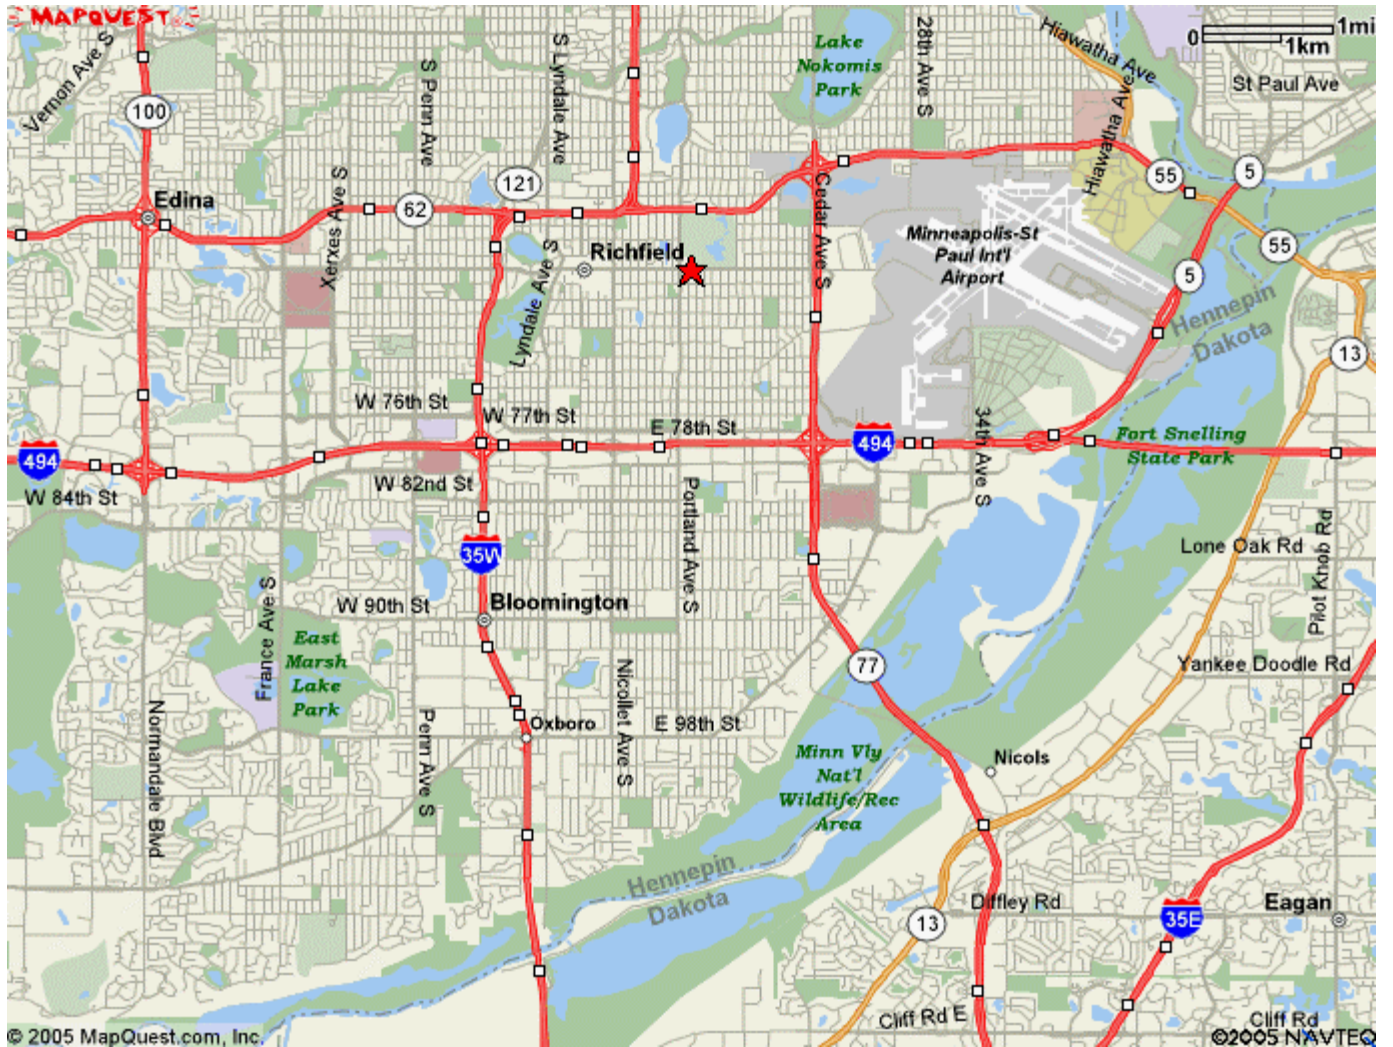 MAPQUEST
0
1mi
1km
Vernon Ave S
100
S Penn Ave
S Lyndale Ave
Lake
Nokomis
Park
28th Ave S
Hiawatha Ave
St Paul Ave
Hiawatha Ave
Edina
Xerxes Ave S
62
121
Lyndale Ave S
Richfield
Cedar Ave S
Minneapolis-St
Paul Int'l
Airport
55
5
55
5
Hennepin
Dakota
13
W 76th St
W 77th St
E 78th St
494
494
34th Ave S
Fort Snelling
State Park
W 84th St
W 82nd St
Portland Ave S
35W
Lone Oak Rd
Pilot Knob Rd
France Ave S
W 90th St
Bloomington
East
Marsh
Lake
Park
Normandale Blvd
Penn Ave S
Oxboro
Nicollet Ave S
E 98th St
77
Yankee Doodle Rd
Minn Vly
Nat'l
Wildlife/Rec
Area
Nicols
Hennepin
Dakota
13
Diffley Rd
35E
Eagan
Cliff Rd E
Cliff Rd
© 2005 MapQuest.com, Inc.
©2005 NAVTEQ